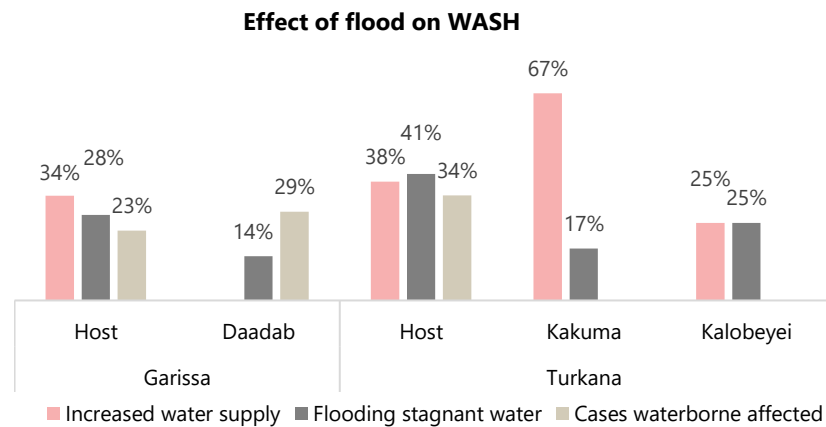 Effect of flood on WASH
34%
28%
23%
14%
29%
38%
41%
34%
67%
17%
25%
25%
Host
Daadab
Host
Kakuma
Kalobeyei
Garissa
Turkana
Increased water supply
Flooding stagnant water
Cases waterborne affected